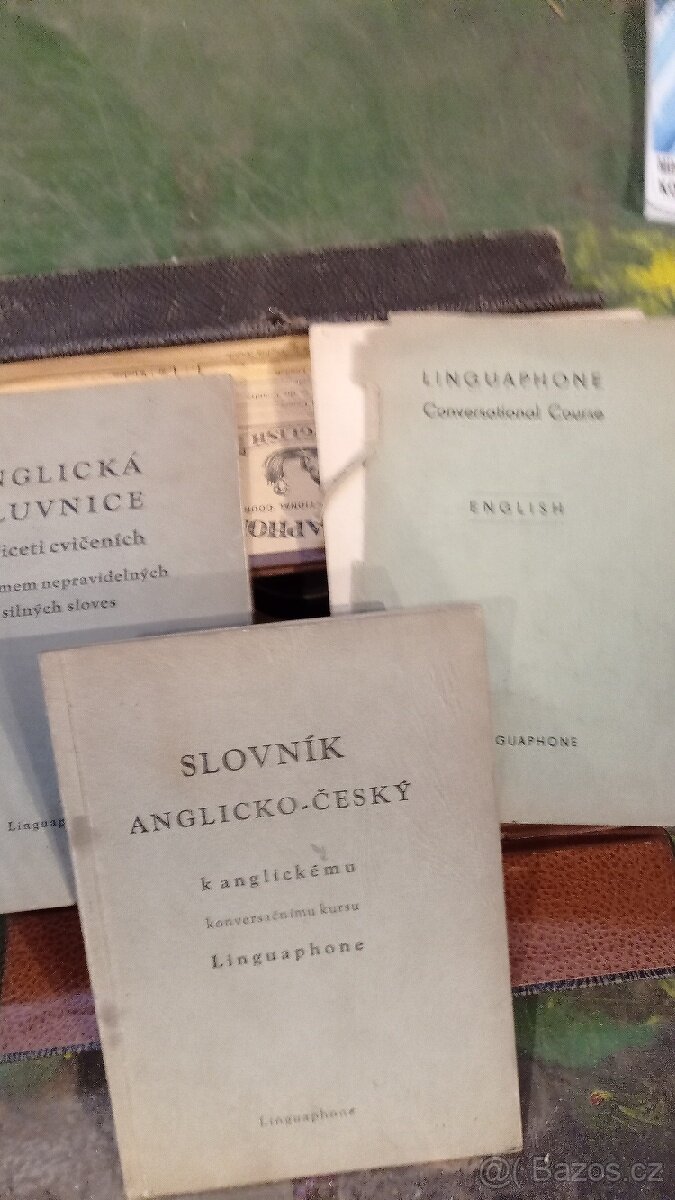 NGLICKÁ
LUVNICE
iceti cvičeních
mem nepravidelných
silných sloves
Linguap
LINGUAPHONE
Conversational Course
ENGLISH
GUAPHONE
SLOVNÍK
ANGLICKO-ČESKÝ
k anglickému
konversačnímu kursu
Linguaphone
Linguaphone
@( Bazos.cz